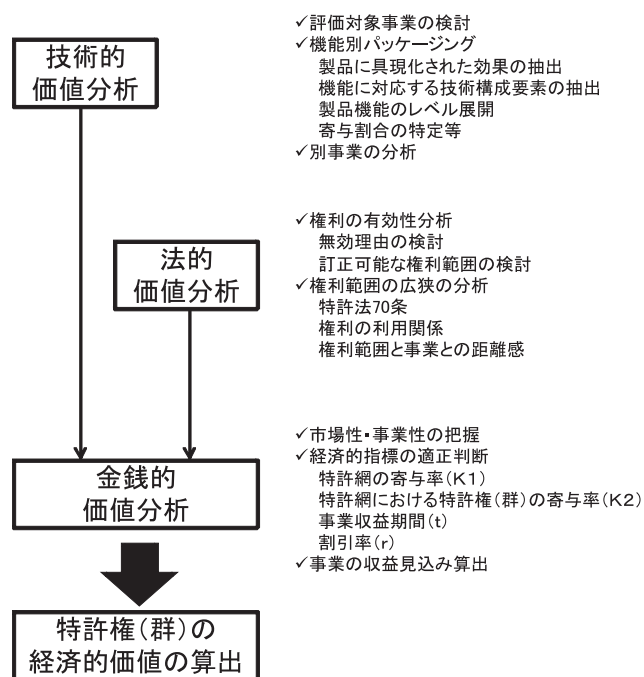 技術的
価値分析
✓評価対象事業の検討
✓機能別パッケージング
製品に具現化された効果の抽出
機能に対応する技術構成要素の抽出
製品機能のレベル展開
寄与割合の特定等
✓別事業の分析
法的
価値分析
✓権利の有効性分析
無効理由の検討
訂正可能な権利範囲の検討
✓権利範囲の広狭の分析
特許法70条
権利の利用関係
権利範囲と事業との距離感
金銭的
価値分析
✓市場性・事業性の把握
✓経済的指標の適正判断
特許網の寄与率(K1)
特許網における特許権(群)の寄与率(K2)
事業収益期間(t)
割引率(r)
✓事業の収益見込み算出
特許権(群)の
経済的価値の算出